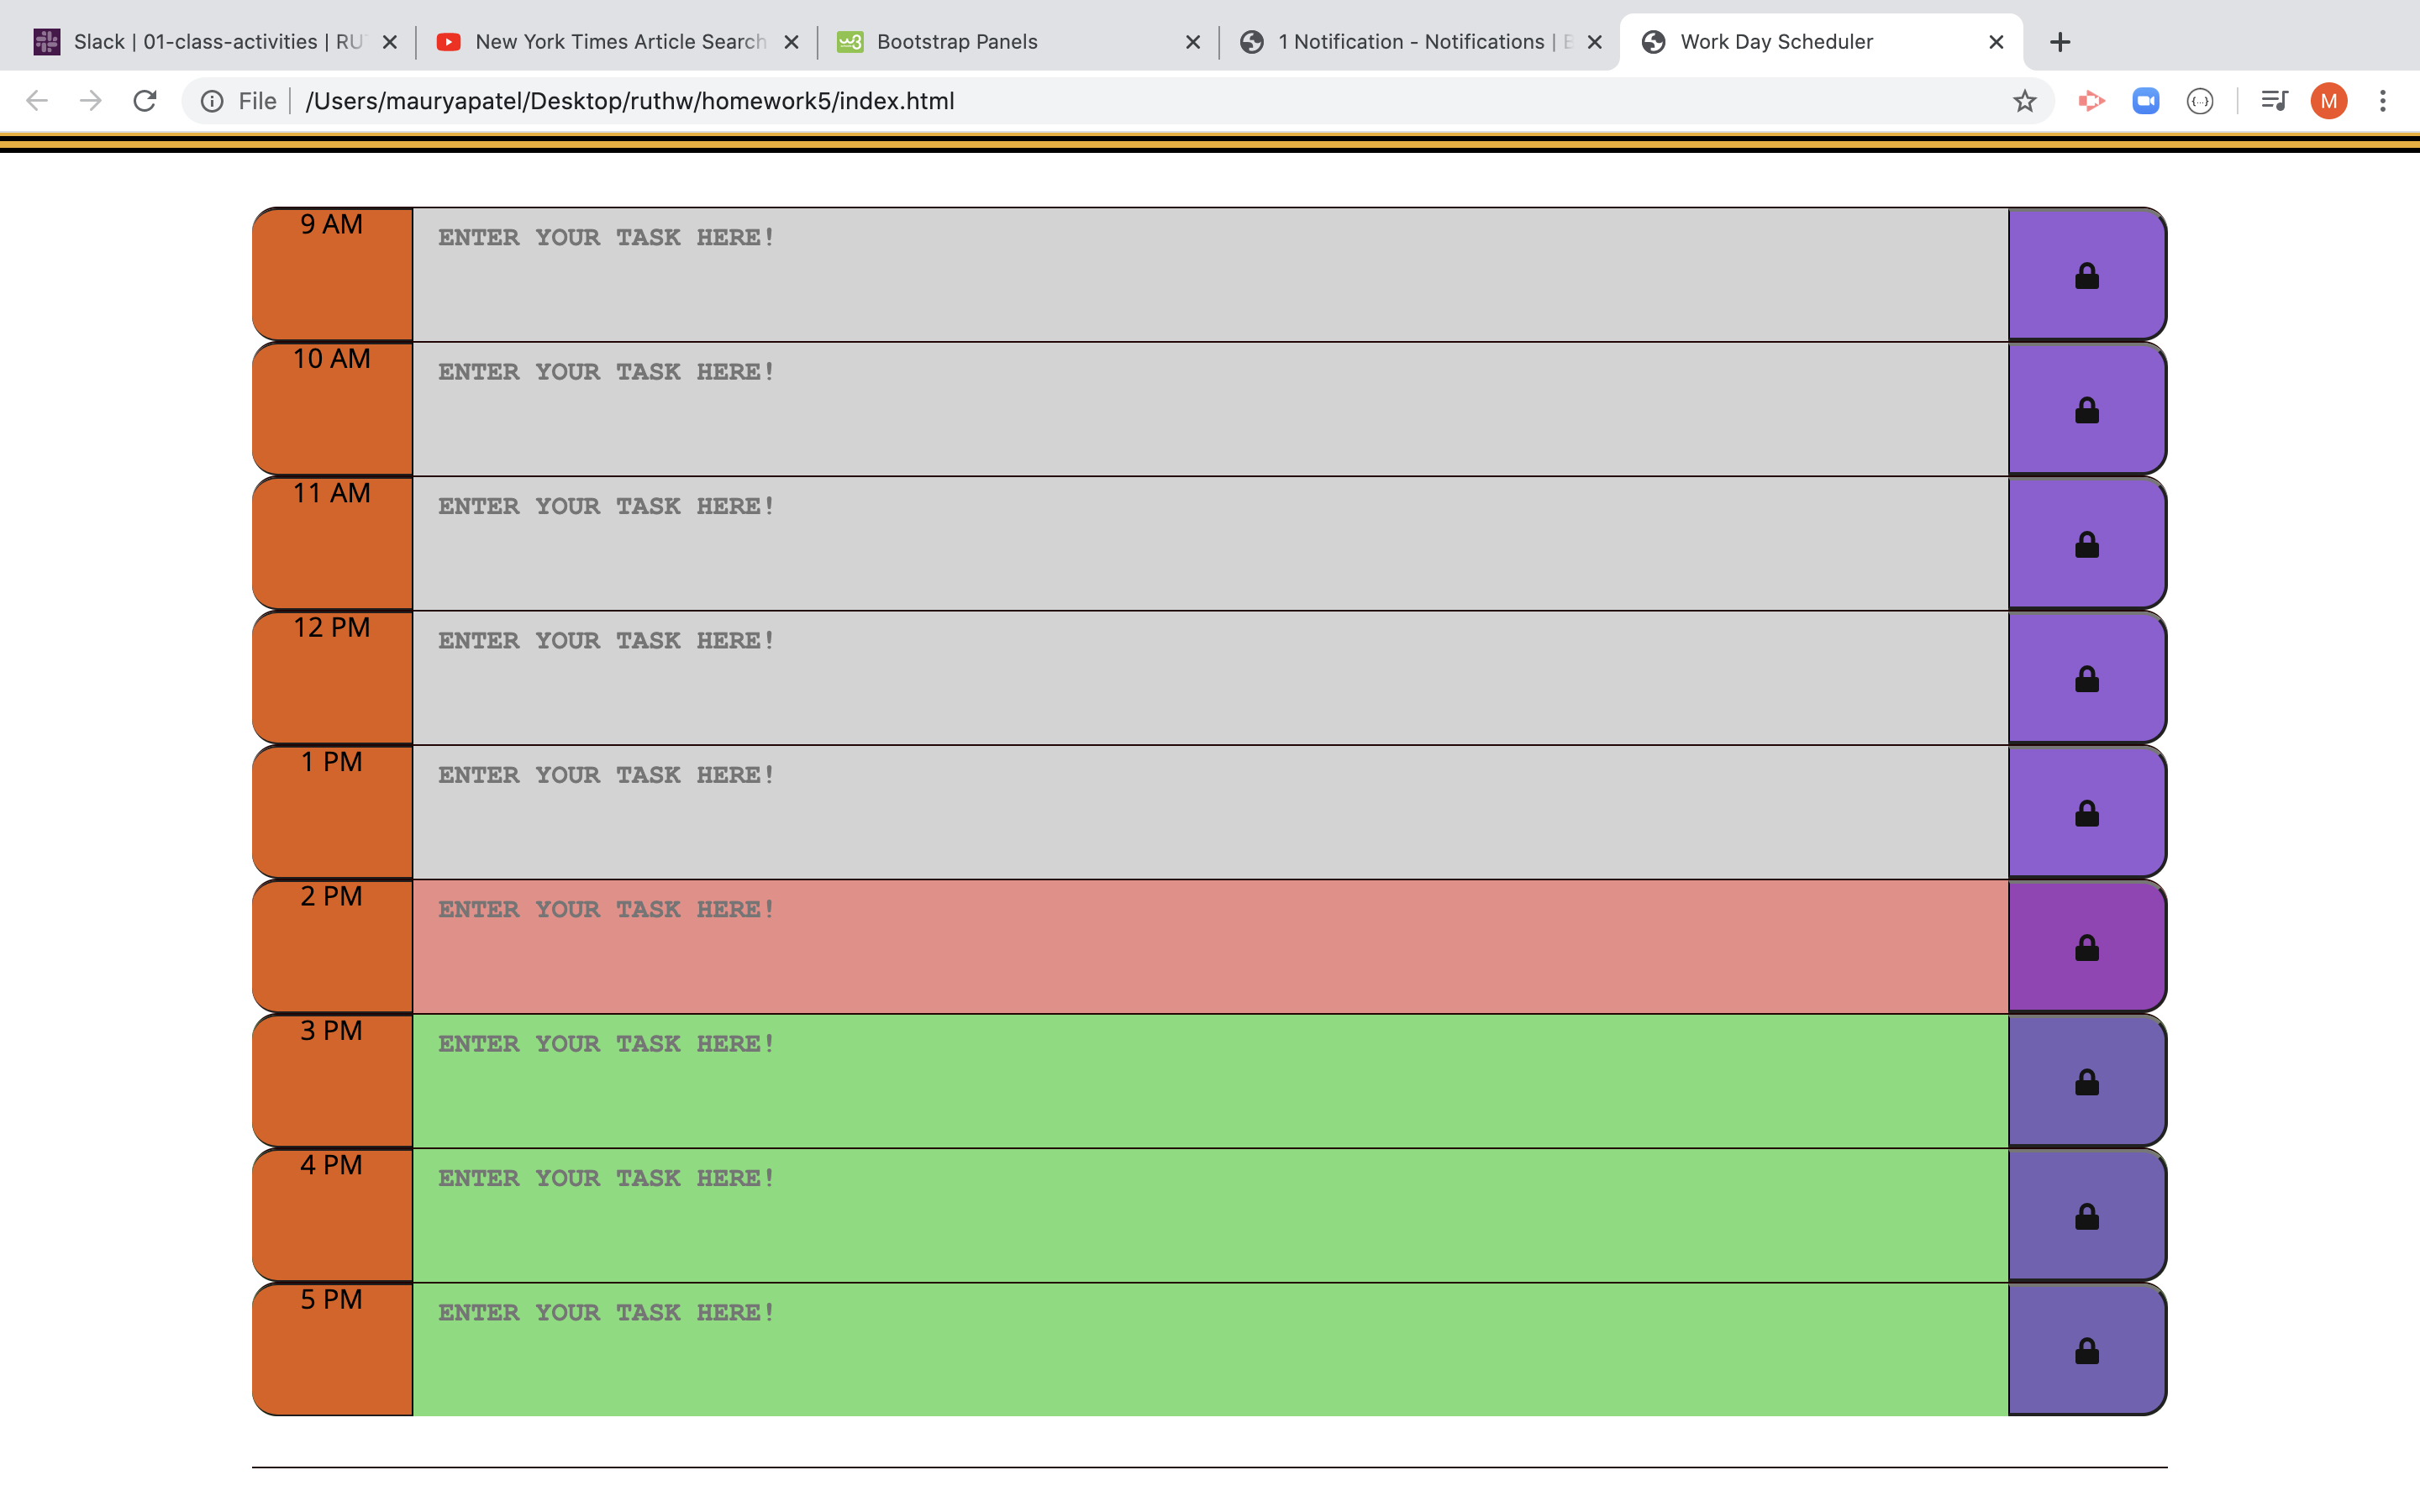 Slack | 01-class-activities | RU
New York Times Article Search
Bootstrap Panels
1 Notification - Notifications |
Work Day Scheduler
File
/Users/mauryapatel/Desktop/ruthw/homework5/index.html
M
9 AM
ENTER YOUR TASK HERE!
10 AM
ENTER YOUR TASK HERE!
11 AM
ENTER YOUR TASK HERE!
12 PM
ENTER YOUR TASK HERE!
1 PM
ENTER YOUR TASK HERE!
2 PM
ENTER YOUR TASK HERE!
3 PM
ENTER YOUR TASK HERE!
4 PM
ENTER YOUR TASK HERE!
5 PM
ENTER YOUR TASK HERE!